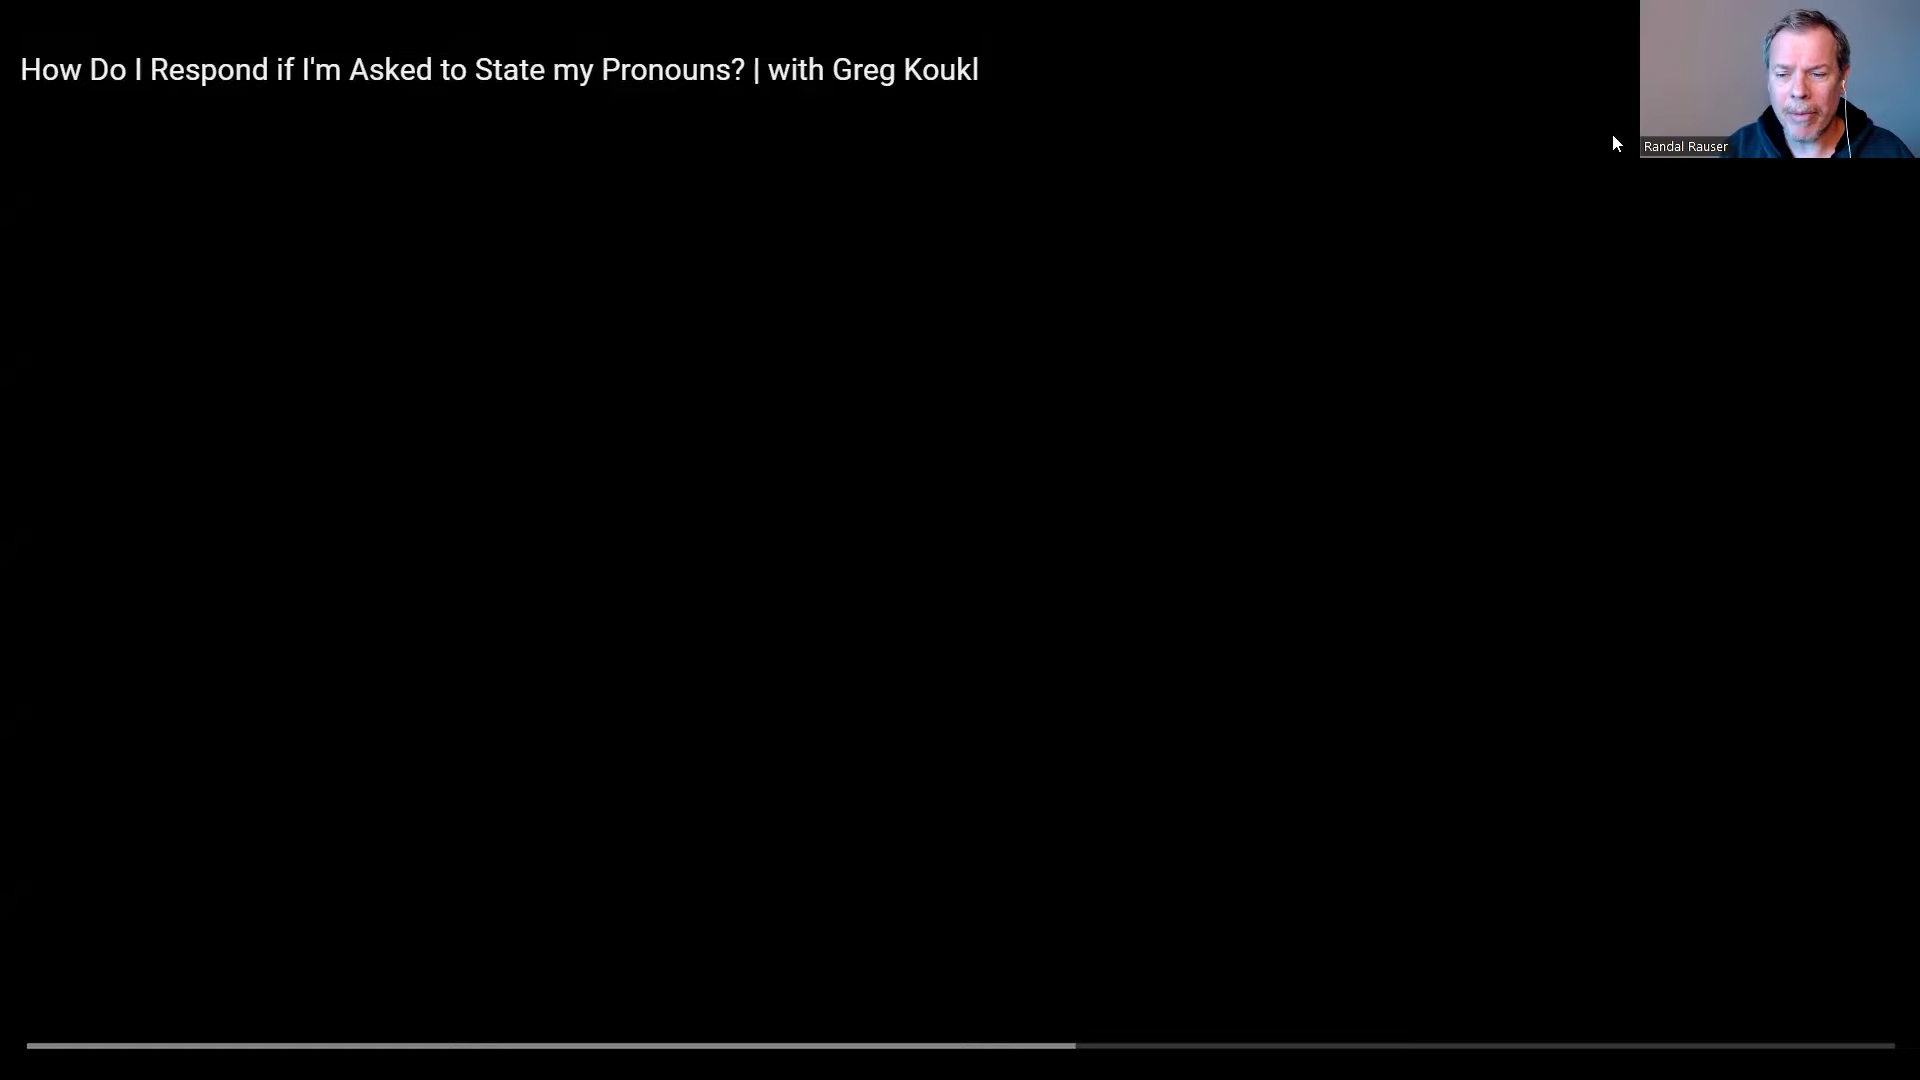 How Do I Respond if I'm Asked to State my Pronouns? | with Greg Koukl
Randal Rauser